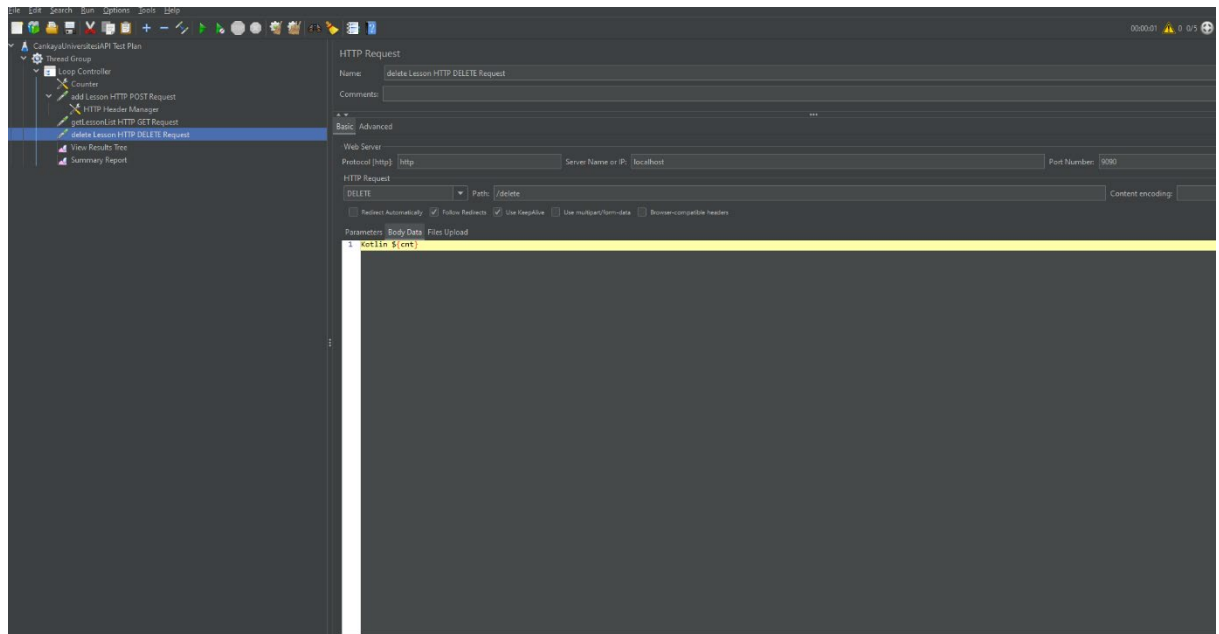 File Edit Search Run Options Tools Help
00:00:01 0 0/5
CankayaUniversitesiAPI Test Plan
Thread Group
Loop Controller
Counter
add Lesson HTTP POST Request
HTTP Header Manager
getLessonList HTTP GET Request
delete Lesson HTTP DELETE Request
View Results Tree
Summary Report
HTTP Request
Name: delete Lesson HTTP DELETE Request
Comments:
Basic Advanced
Web Server
Protocol [http]: http Server Name or IP: localhost Port Number: 9090
HTTP Request
DELETE Path: /delete Content encoding:
Redirect Automatically Follow Redirects Use KeepAlive Use multipart/form-data Browser-compatible headers
Parameters Body Data Files Upload
1 Kotlin ${cnt}